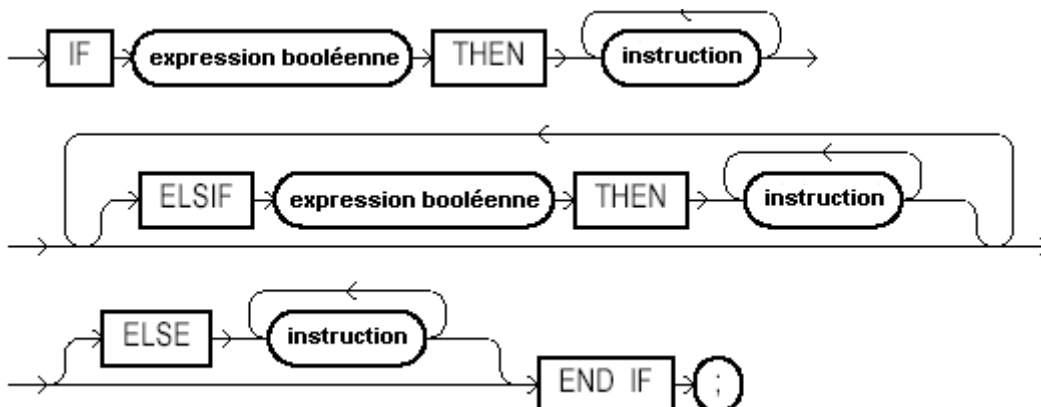 IF expression booléenne THEN instruction
ELSIF expression booléenne THEN instruction
ELSE instruction
END IF ;